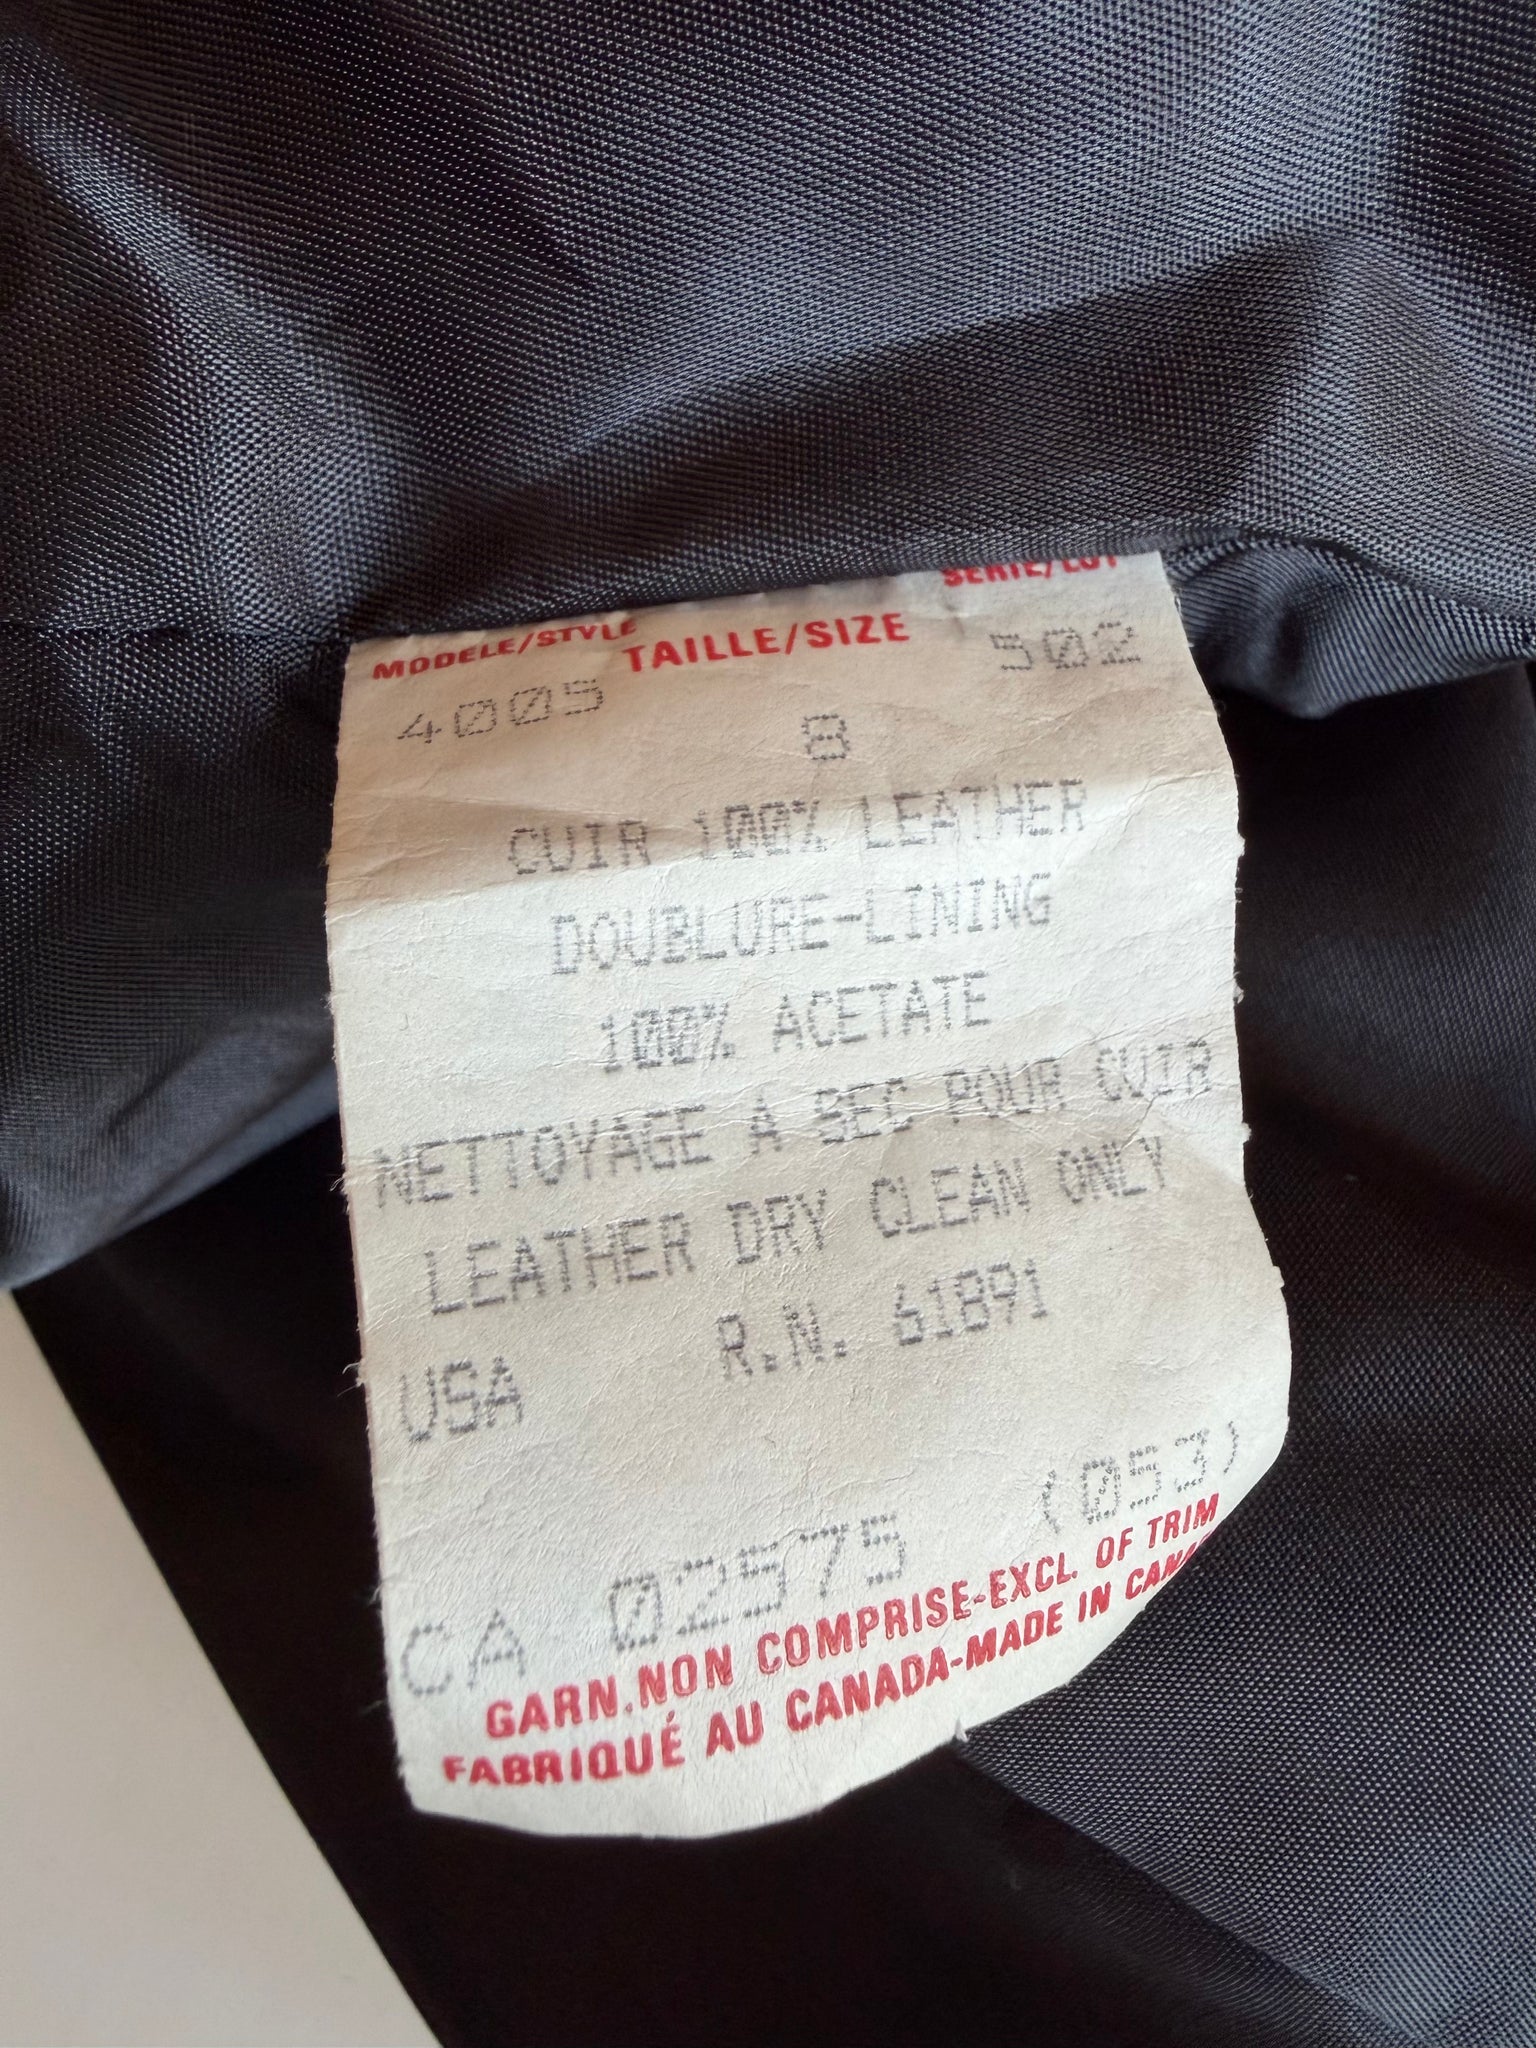 MODELE/STYLE TAILLE/SIZE SERIE/LOT
4005 8 502
CUIR 100% LEATHER
DOUBLURE-LINING
100% ACETATE
NETTOYAGE A SEC POUR CUIR
LEATHER DRY CLEAN ONLY
USA R.N. 61891
CA 02575 (053)
GARN.NON COMPRISE-EXCL. OF TRIM
FABRIQUÉ AU CANADA-MADE IN CANA